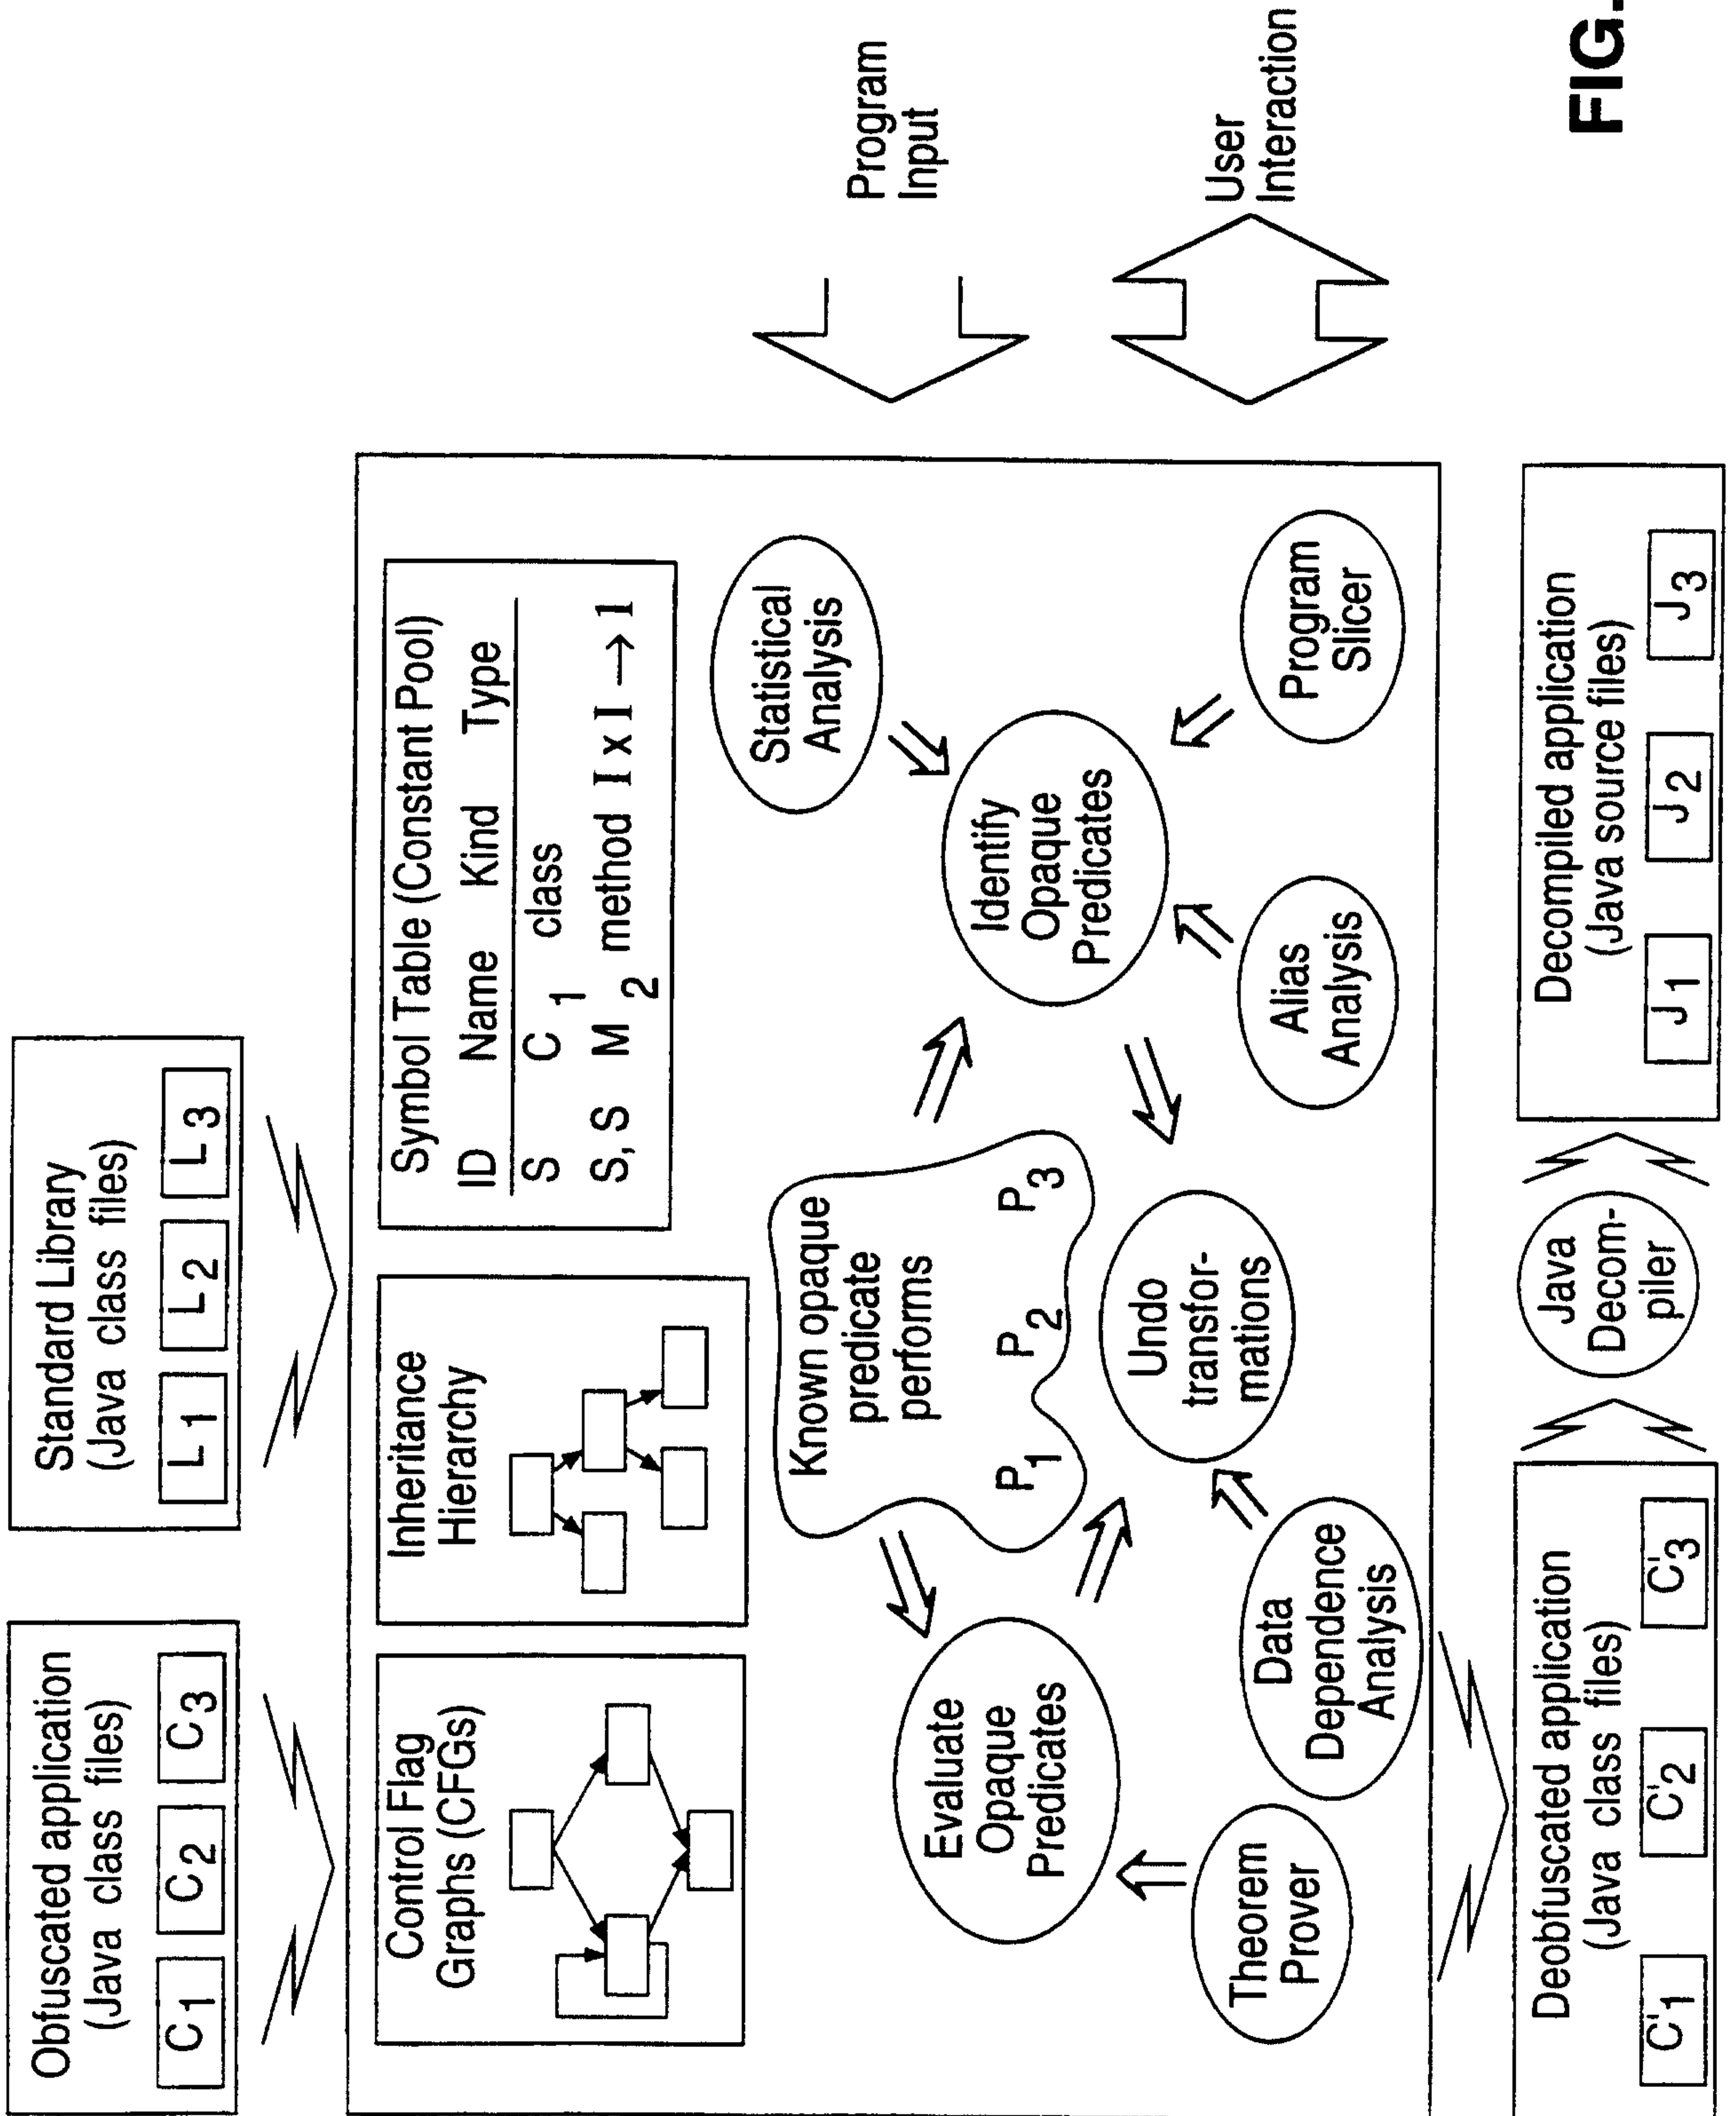 Obfuscated application
(Java class files)
C1 C2 C3
Standard Library
(Java class files)
L1 L2 L3
Control Flag
Graphs (CFGs)
Inheritance
Hierarchy
Symbol Table (Constant Pool)
ID Name Kind Type
S C1 class
S, S M2 method I x I → 1
Known opaque
predicate
performs
P1 P2 P3
Statistical
Analysis
Evaluate
Opaque
Predicates
Identify
Opaque
Predicates
Undo
transfor-
mations
Theorem
Prover
Data
Dependence
Analysis
Alias
Analysis
Program
Slicer
Program
Input
User
Interaction
Deobfuscated application
(Java class files)
C'1 C'2 C'3
Java
Decom-
piler
Decompiled application
(Java source files)
J1 J2 J3
FIG.